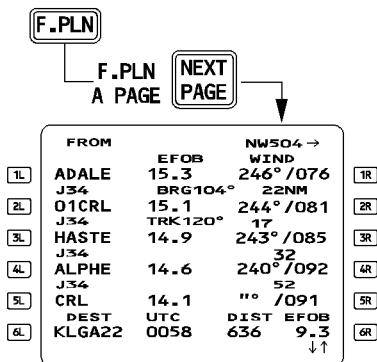 F.PLN
F.PLN
A PAGE
NEXT
PAGE
FROM NW504→
EFOB WIND
1L ADALE 15.3 246°/076 1R
J34 BRG104° 22NM
2L 01CRL 15.1 244°/081 2R
J34 TRK120° 17
3L HASTE 14.9 243°/085 3R
J34 32
4L ALPHE 14.6 240°/092 4R
J34 52
5L CRL 14.1 "° /091 5R
DEST UTC DIST EFOB
6L KLGA22 0058 636 9.3 6R
↓↑